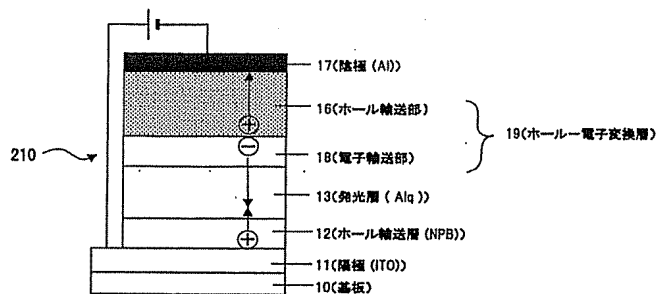 17(陰極(Al))
16(ホール輸送部)
19(ホールー電子変換層)
210
18(電子輸送部)
13(発光層(Alq))
12(ホール輸送層(NPB))
11(陽極(ITO))
10(基板)